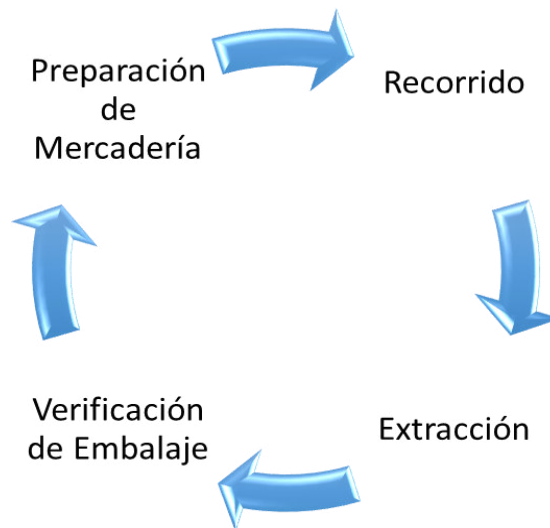 Preparación
de
Mercadería
Recorrido
Extracción
Verificación
de Embalaje